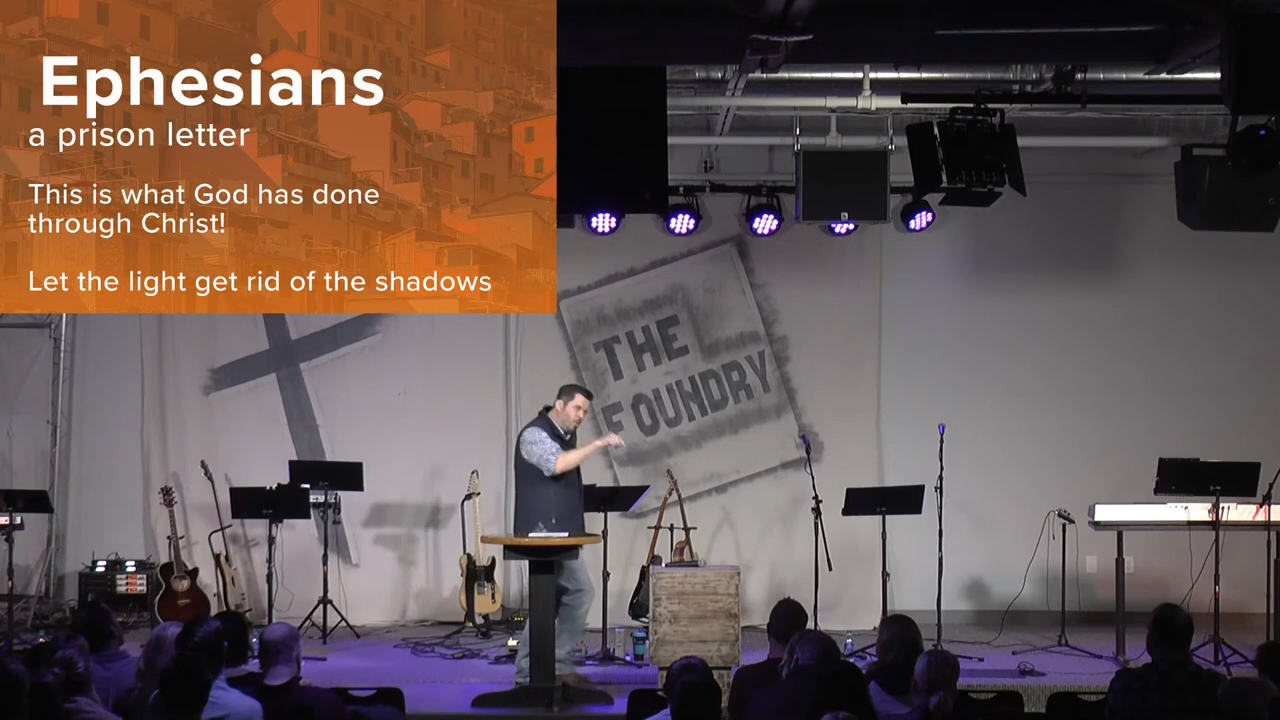 Ephesians
a prison letter
This is what God has done
through Christ!
Let the light get rid of the shadows
THE
FOUNDRY